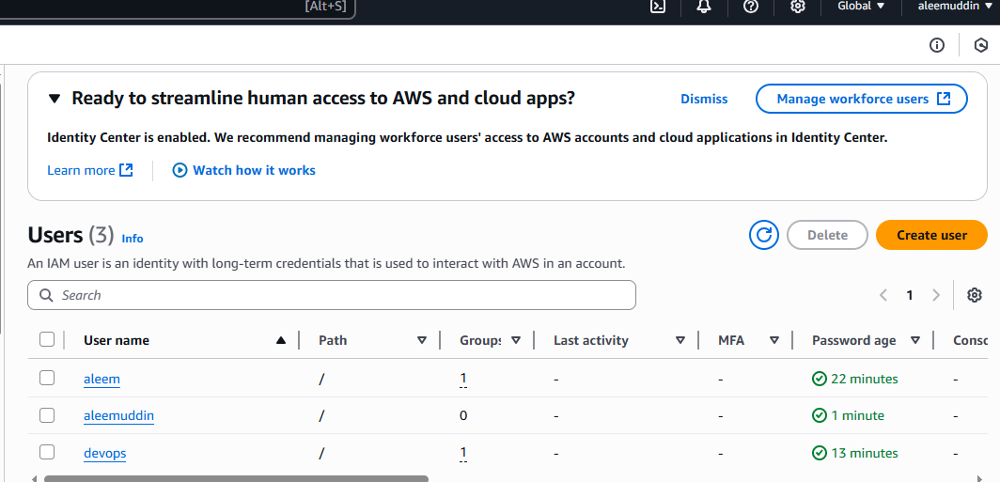 [Alt+S] Global aleemuddin
Ready to streamline human access to AWS and cloud apps? Dismiss Manage workforce users
Identity Center is enabled. We recommend managing workforce users' access to AWS accounts and cloud applications in Identity Center.
Learn more Watch how it works
Users (3) Info Delete Create user
An IAM user is an identity with long-term credentials that is used to interact with AWS in an account.
Search 1
User name Path Groups Last activity MFA Password age Consc
aleem / 1 - - 22 minutes -
aleemuddin / 0 - - 1 minute -
devops / 1 - - 13 minutes -